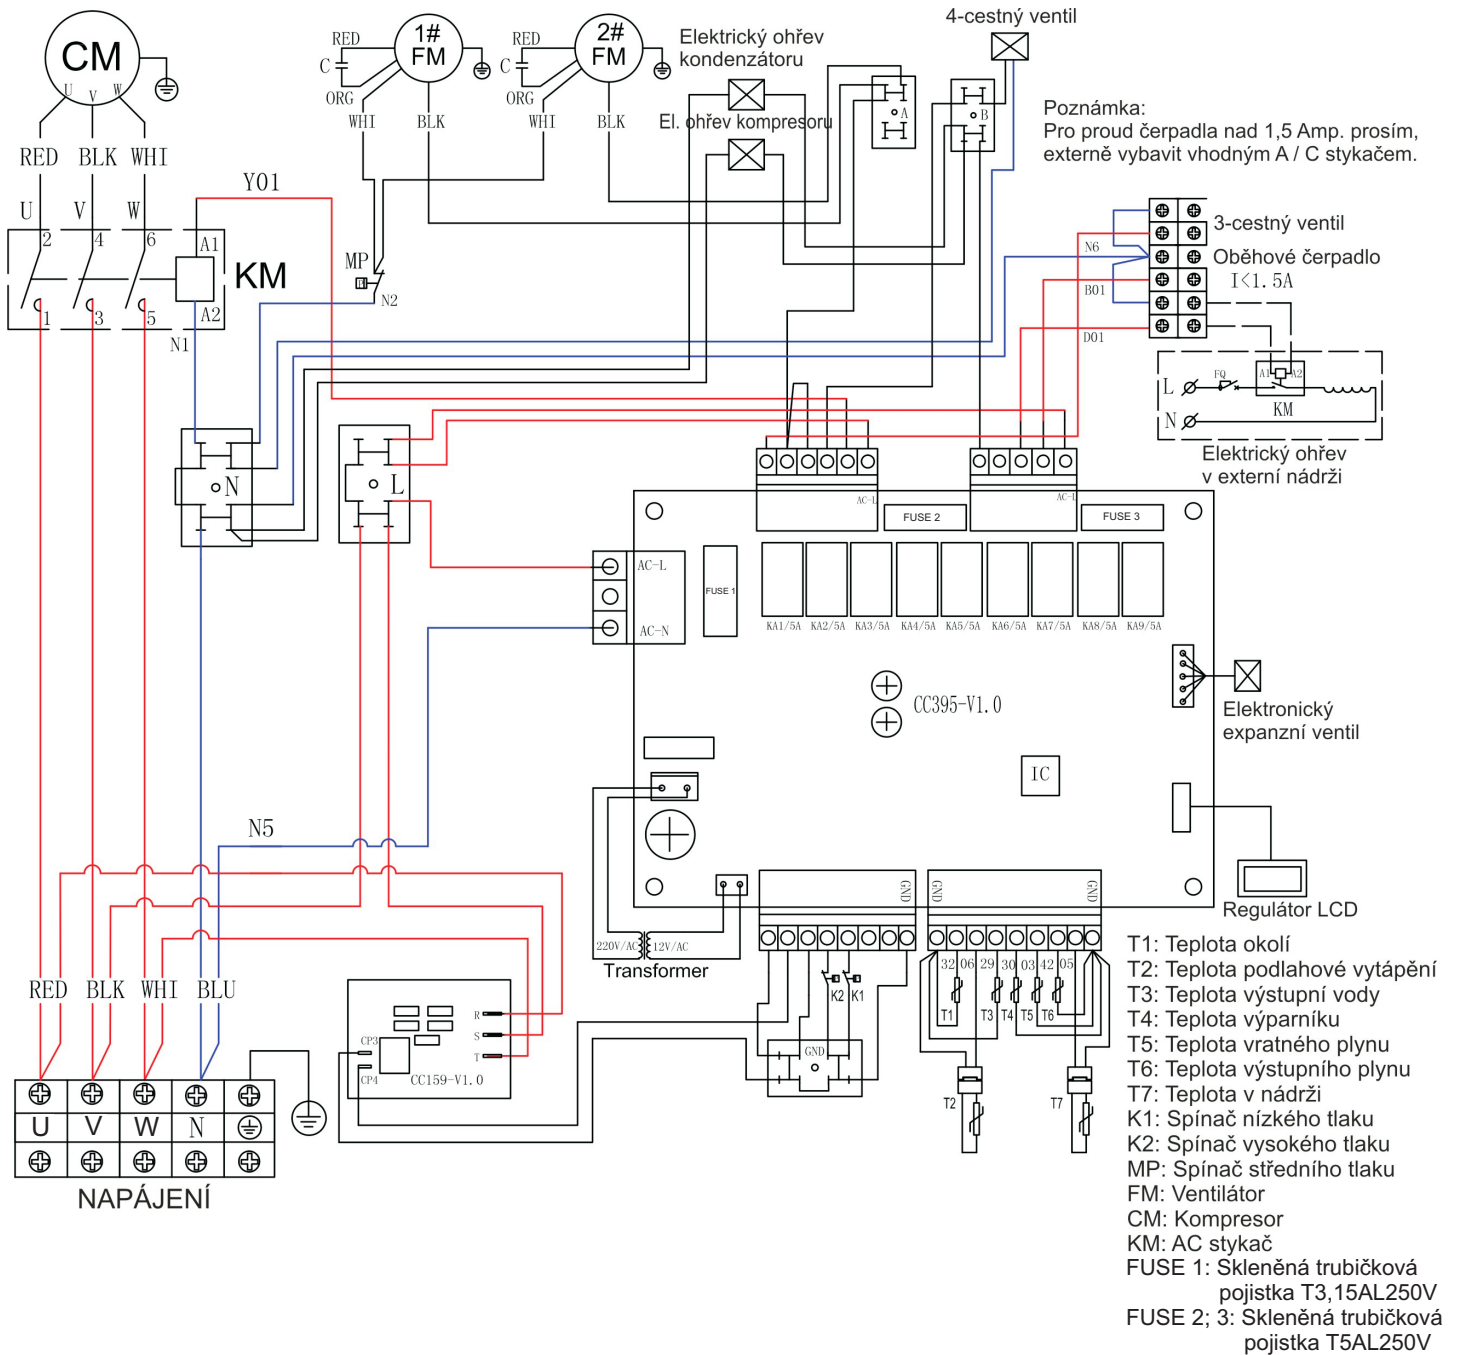 CM
U V W
RED BLK WHI
U V W
2 4 6
A1
KM
1 3 5
A2
N1
Y01
RED
C
ORG
1#
FM
WHI BLK
RED
C
ORG
2#
FM
WHI BLK
MP
P
N2
Elektrický ohřev
kondenzátoru
El. ohřev kompresoru
4-cestný ventil
A
B
Poznámka:
Pro proud čerpadla nad 1,5 Amp. prosím,
externě vybavit vhodným A / C stykačem.
N6
B01
D01
3-cestný ventil
Oběhové čerpadlo
I<1.5A
L
FQ
A1 A2
KM
N
Elektrický ohřev
v externí nádrži
N
L
AC-L
AC-L
FUSE 2
FUSE 3
AC-L
AC-N
FUSE 1
KA1/5A KA2/5A KA3/5A KA4/5A KA5/5A KA6/5A KA7/5A KA8/5A KA9/5A
CC395-V1.0
IC
Elektronický
expanzní ventil
Regulátor LCD
N5
GND
GND
GND
220V/AC 12V/AC
Transformer
K2 K1
GND
32 06 29 30 03 42 05
T1 T3 T4 T5 T6
T2
T7
R
S
T
CP3
CP4
CC159-V1.0
RED BLK WHI BLU
U V W N
NAPÁJENÍ
T1: Teplota okolí
T2: Teplota podlahové vytápění
T3: Teplota výstupní vody
T4: Teplota výparníku
T5: Teplota vratného plynu
T6: Teplota výstupního plynu
T7: Teplota v nádrži
K1: Spínač nízkého tlaku
K2: Spínač vysokého tlaku
MP: Spínač středního tlaku
FM: Ventilátor
CM: Kompresor
KM: AC stykač
FUSE 1: Skleněná trubičková
pojistka T3,15AL250V
FUSE 2; 3: Skleněná trubičková
pojistka T5AL250V